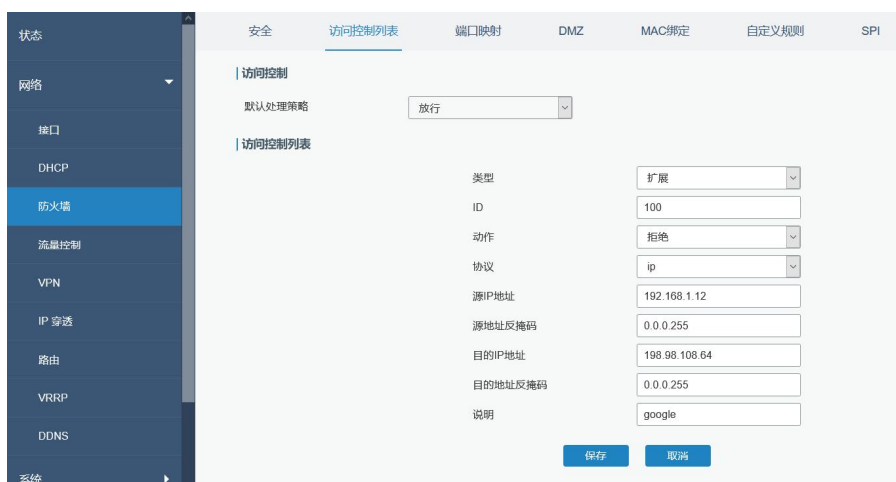 状态
网络
接口
DHCP
防火墙
流量控制
VPN
IP 穿透
路由
VRRP
DDNS
系统
安全 访问控制列表 端口映射 DMZ MAC绑定 自定义规则 SPI
访问控制
默认处理策略 放行
访问控制列表
类型 扩展
ID 100
动作 拒绝
协议 ip
源IP地址 192.168.1.12
源地址反掩码 0.0.0.255
目的IP地址 198.98.108.64
目的地址反掩码 0.0.0.255
说明 google
保存 取消